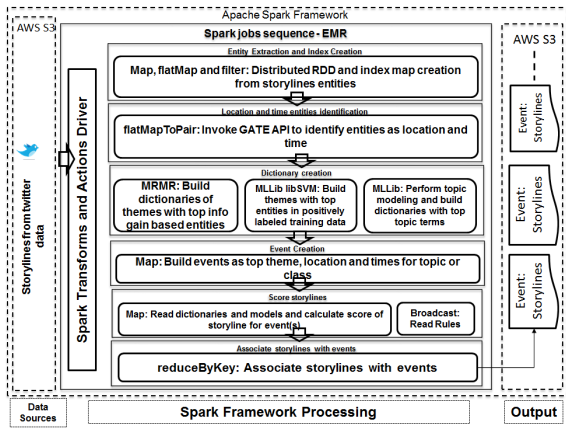 Apache Spark Framework
AWS S3
Storylines from twitter
data
Spark Transforms and Actions Driver
Spark jobs sequence - EMR
Entity Extraction and Index Creation
Map, flatMap and filter: Distributed RDD and index map creation
from storylines entities
Location and time entities identification
flatMapToPair: Invoke GATE API to identify entities as location and
time
Dictionary creation
MRMR: Build
dictionaries of
themes with top info
gain based entities
MLLib libSVM: Build
themes with top
entities in positively
labeled training data
MLLib: Perform topic
modeling and build
dictionaries with top
topic terms
Event Creation
Map: Build events as top theme, location and times for topic or
class
Score storylines
Map: Read dictionaries and models and calculate score of
storyline for event(s)
Broadcast:
Read Rules
Associate storylines with events
reduceByKey: Associate storylines with events
AWS S3
Event:
Storylines
Event:
Storylines
Event:
Storylines
Data
Sources
Spark Framework Processing
Output